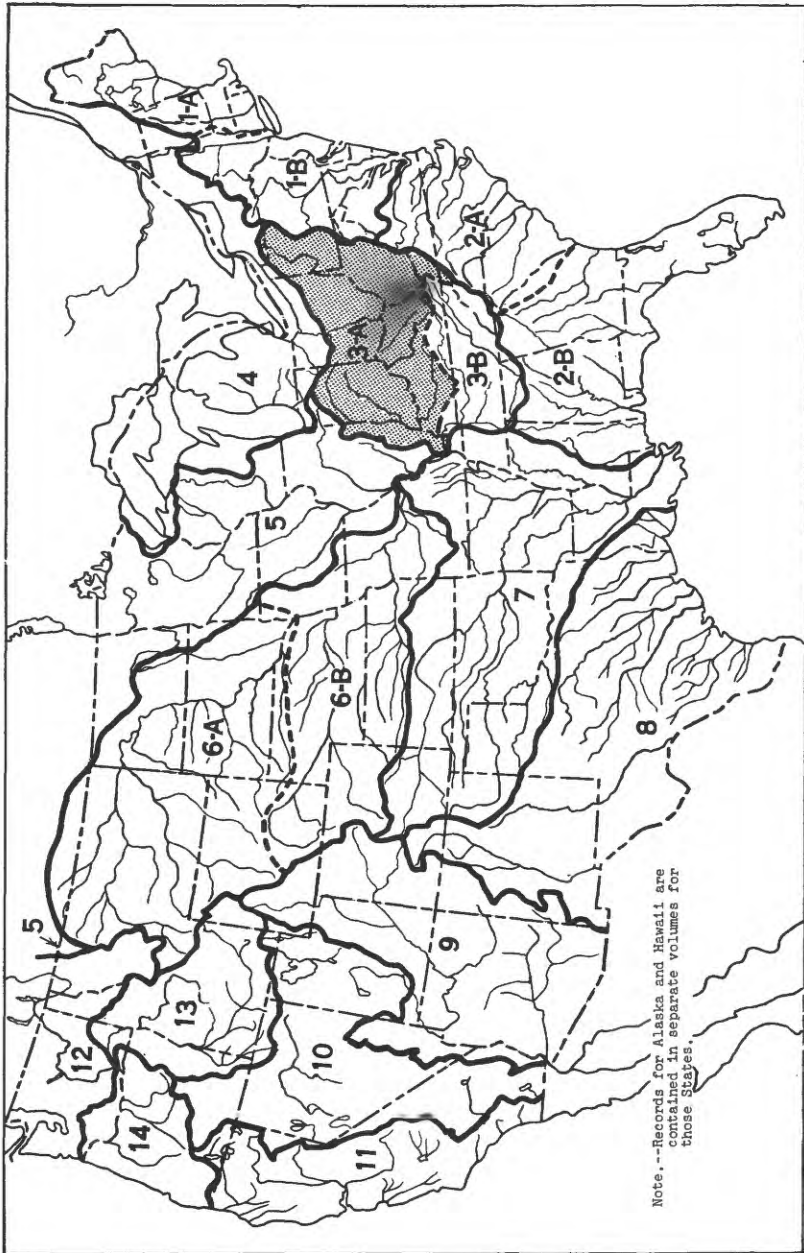 1-A
1-B
2-A
2-B
3-A
3-B
4
5
6-A
6-B
7
8
9
10
11
12
13
14
5
Note.--Records for Alaska and Hawaii are
contained in separate volumes for
those States.